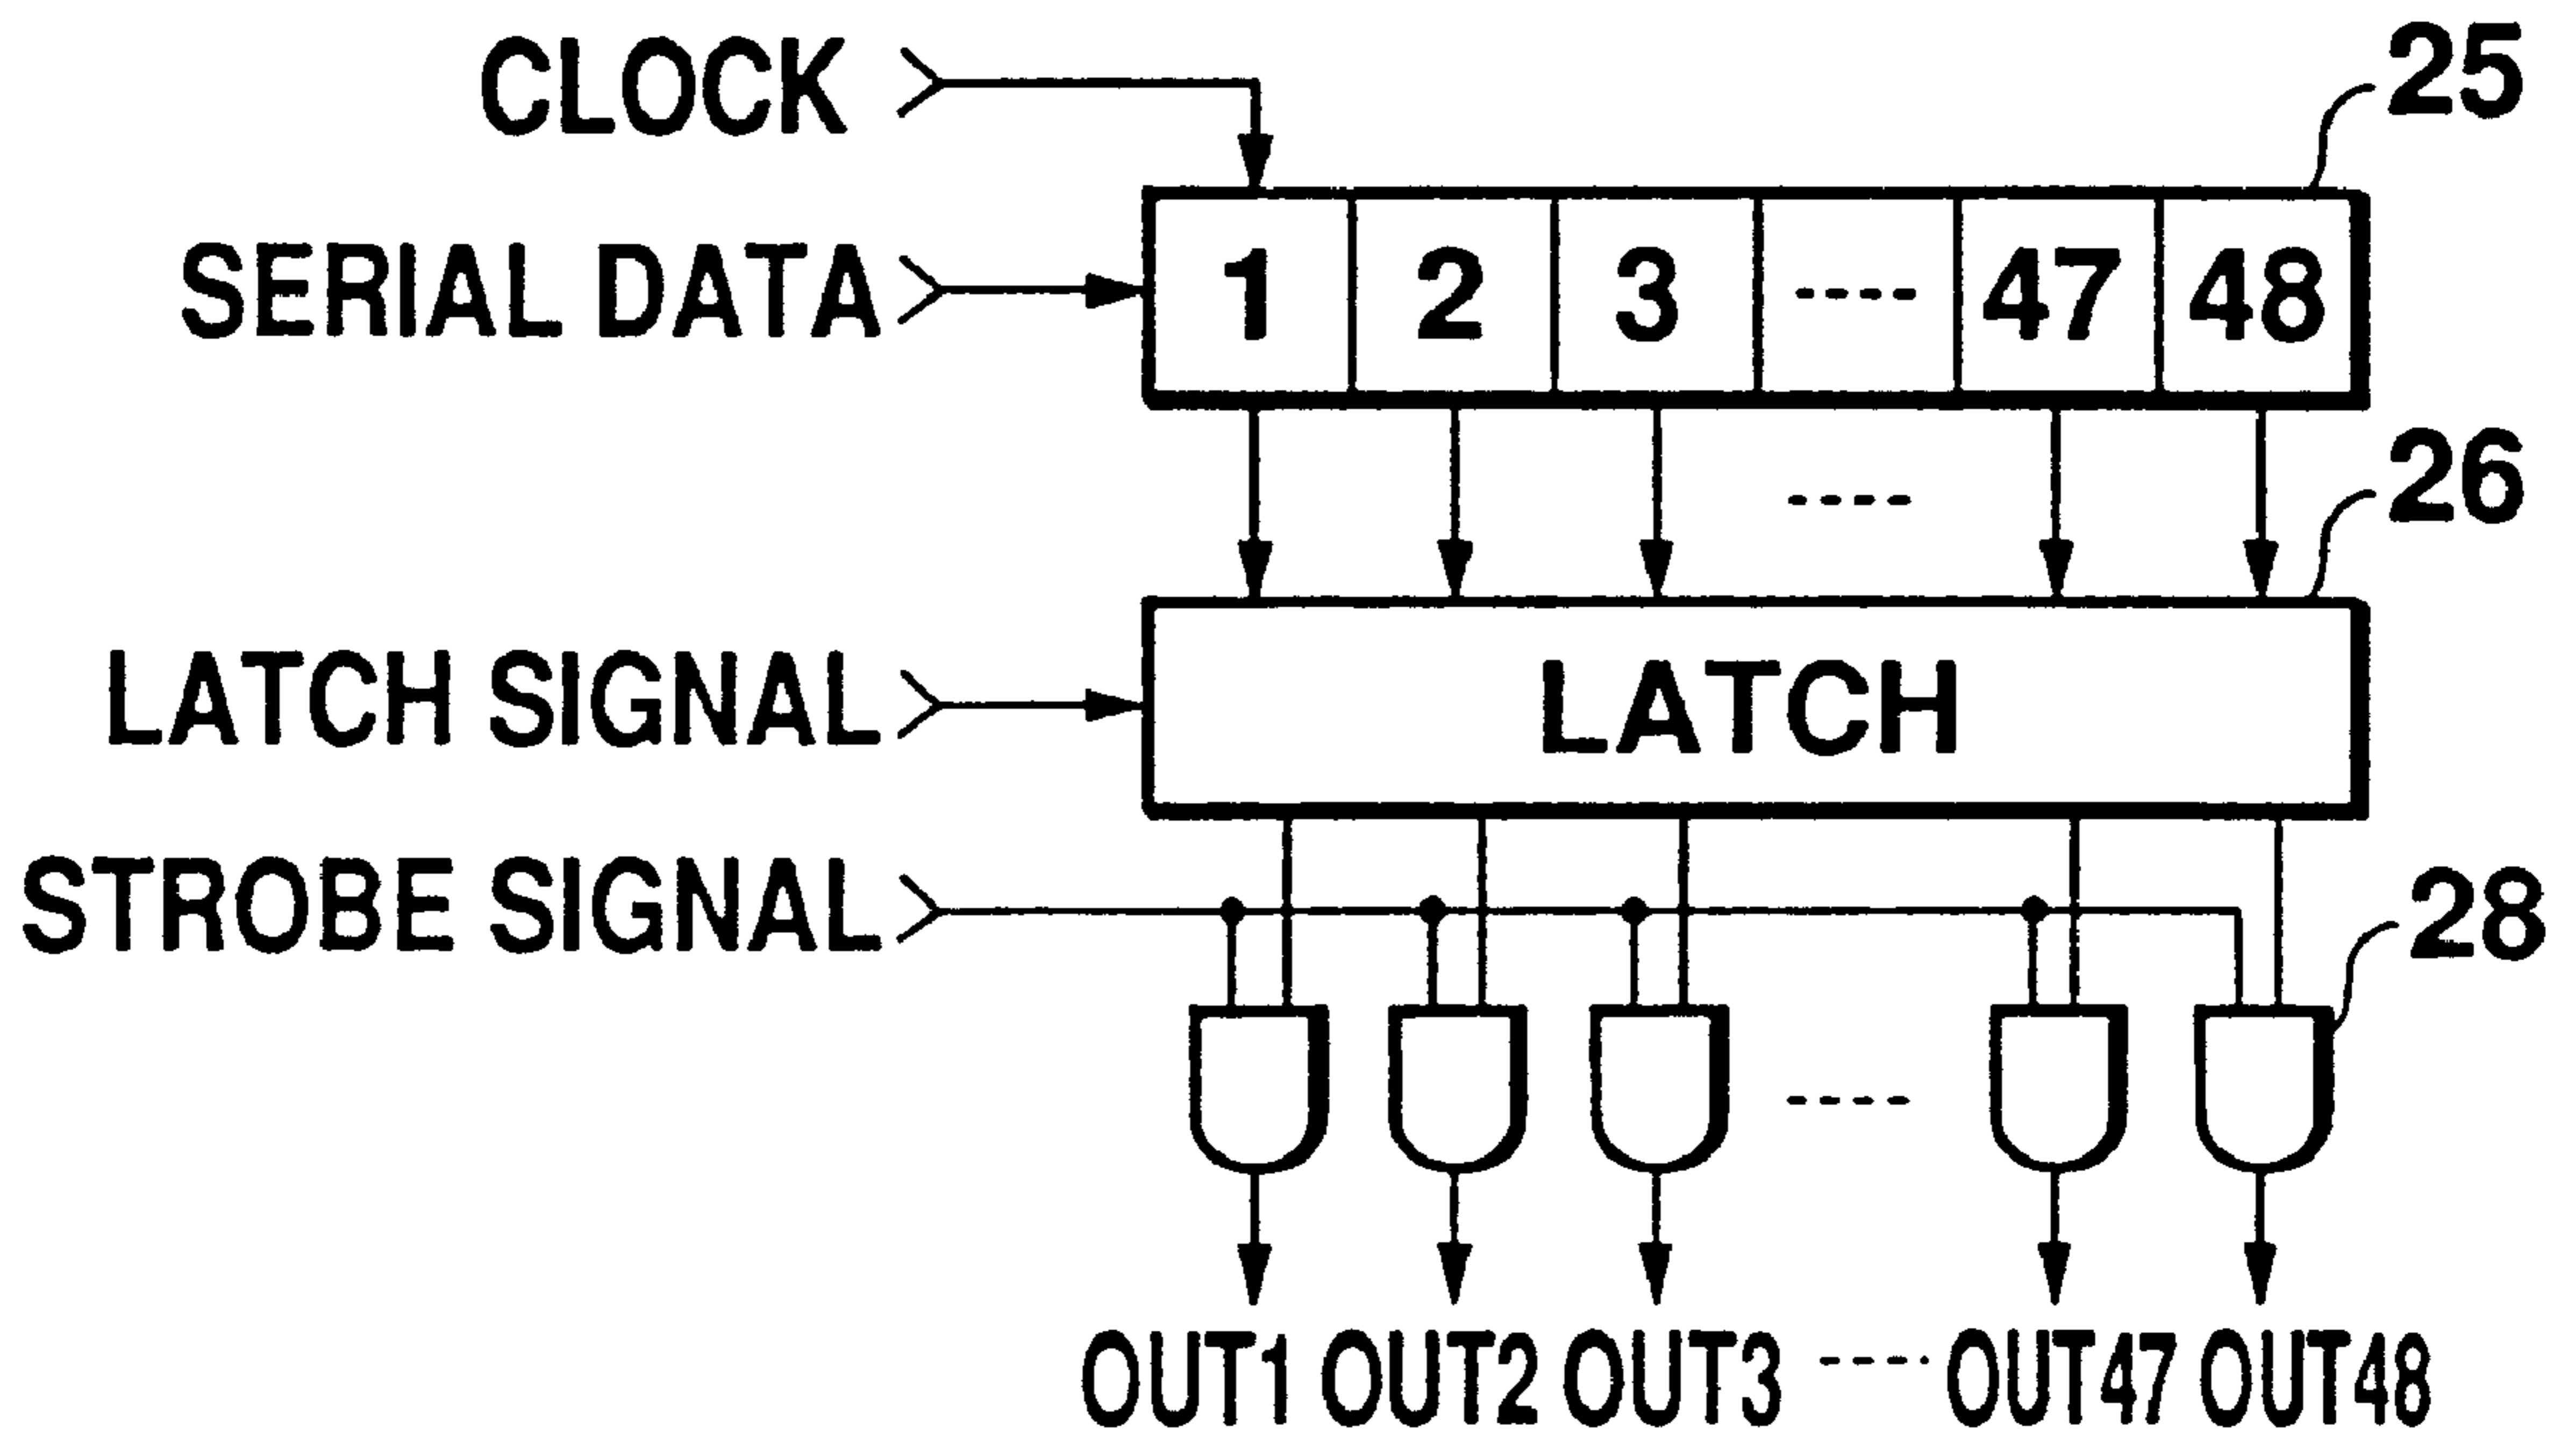 CLOCK
25
SERIAL DATA
1 2 3 ---- 47 48
----
26
LATCH SIGNAL
LATCH
STROBE SIGNAL
28
----
OUT1 OUT2 OUT3 ---- OUT47 OUT48